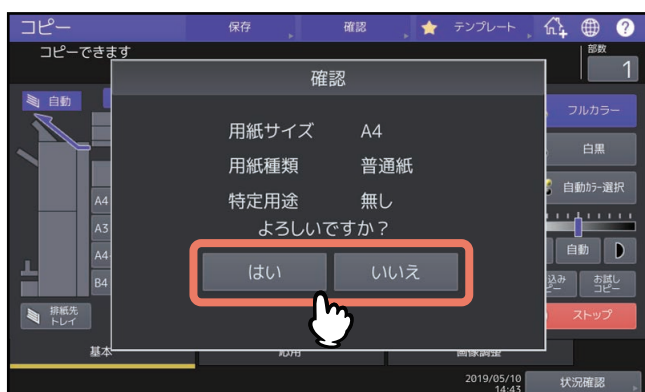 コピー 保存 確認 テンプレート ?
コピーできます 部数
1
確認
自動
フルカラー
用紙サイズ A4
白黒
用紙種類 普通紙
自動カラー選択
特定用途 無し
A4
よろしいですか？
A3
はい いいえ
自動
A4
B4
お試し
コピー
排紙先
トレイ
ストップ
基本 応用 画像調整
2019/05/10
14:43
状況確認